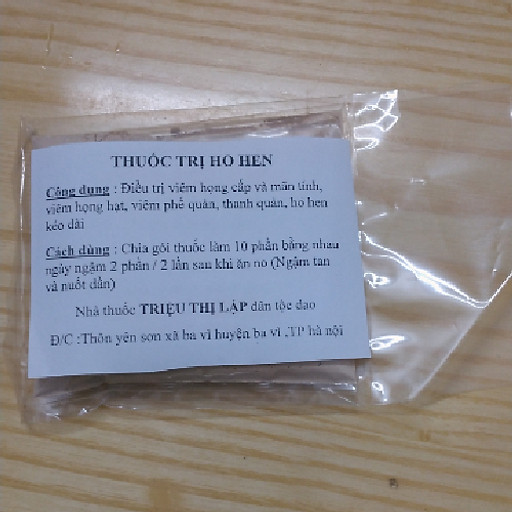 THUỐC TRỊ HO HEN
Công dụng : Điều trị viêm họng cấp và mãn tính,
viêm họng hạt, viêm phế quản, thanh quản, ho hen
kéo dài
Cách dùng : Chia gói thuốc làm 10 phần bằng nhau
ngày ngậm 2 phần / 2 lần sau khi ăn no (Ngậm tan
và nuốt dần)
Nhà thuốc TRIỆU THỊ LẬP dân tộc dao
Đ/C :Thôn yên sơn xã ba vì huyện ba vì ,TP hà nội